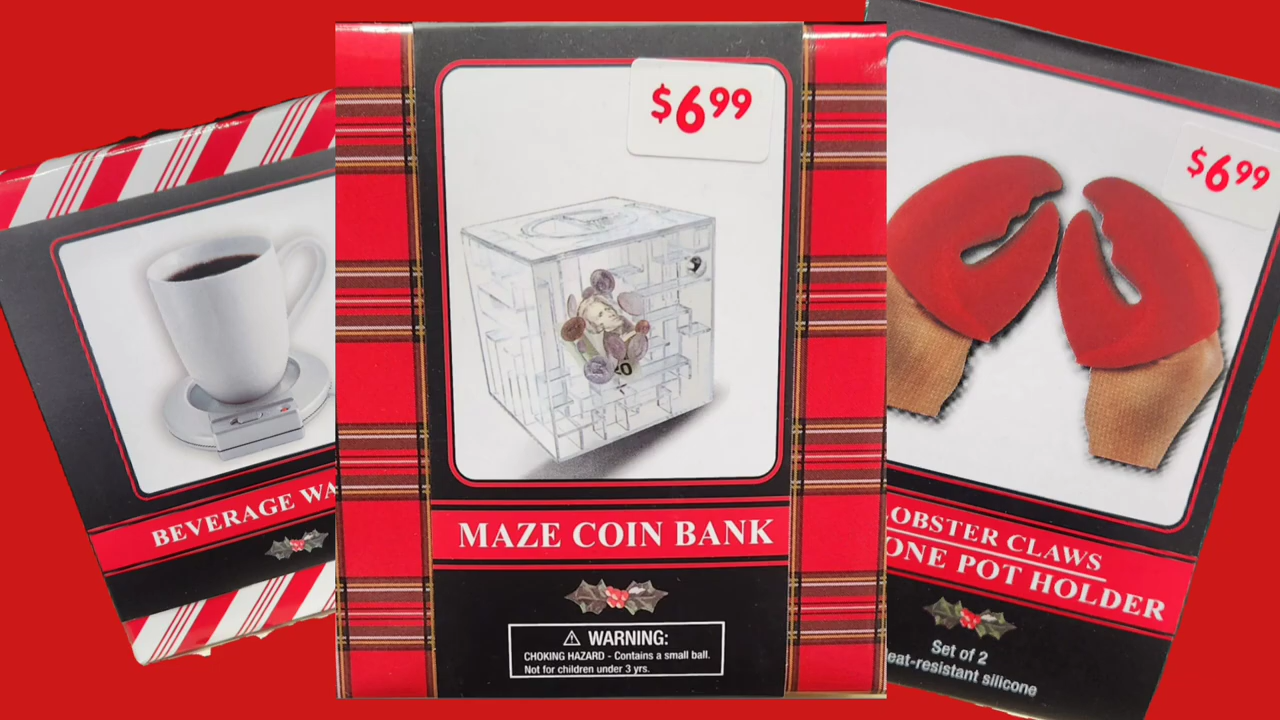 BEVERAGE WA
$6.99
MAZE COIN BANK
WARNING:
CHOKING HAZARD - Contains a small ball.
Not for children under 3 yrs.
$6.99
LOBSTER CLAWS
ONE POT HOLDER
Set of 2
eat-resistant silicone